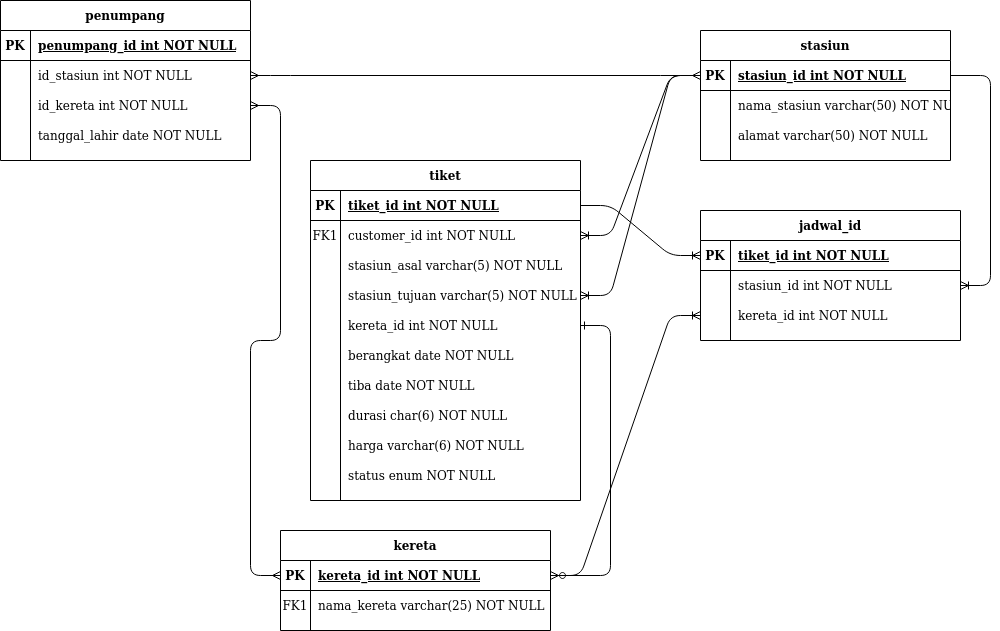 penumpang
PK penumpang_id int NOT NULL
id_stasiun int NOT NULL
id_kereta int NOT NULL
tanggal_lahir date NOT NULL
stasiun
PK stasiun_id int NOT NULL
nama_stasiun varchar(50) NOT NU
alamat varchar(50) NOT NULL
tiket
PK tiket_id int NOT NULL
FK1 customer_id int NOT NULL
stasiun_asal varchar(5) NOT NULL
stasiun_tujuan varchar(5) NOT NULL
kereta_id int NOT NULL
berangkat date NOT NULL
tiba date NOT NULL
durasi char(6) NOT NULL
harga varchar(6) NOT NULL
status enum NOT NULL
jadwal_id
PK tiket_id int NOT NULL
stasiun_id int NOT NULL
kereta_id int NOT NULL
kereta
PK kereta_id int NOT NULL
FK1 nama_kereta varchar(25) NOT NULL